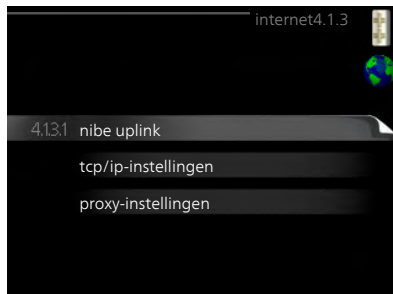 internet4.1.3
4.1.3.1 nibe uplink
tcp/ip-instellingen
proxy-instellingen